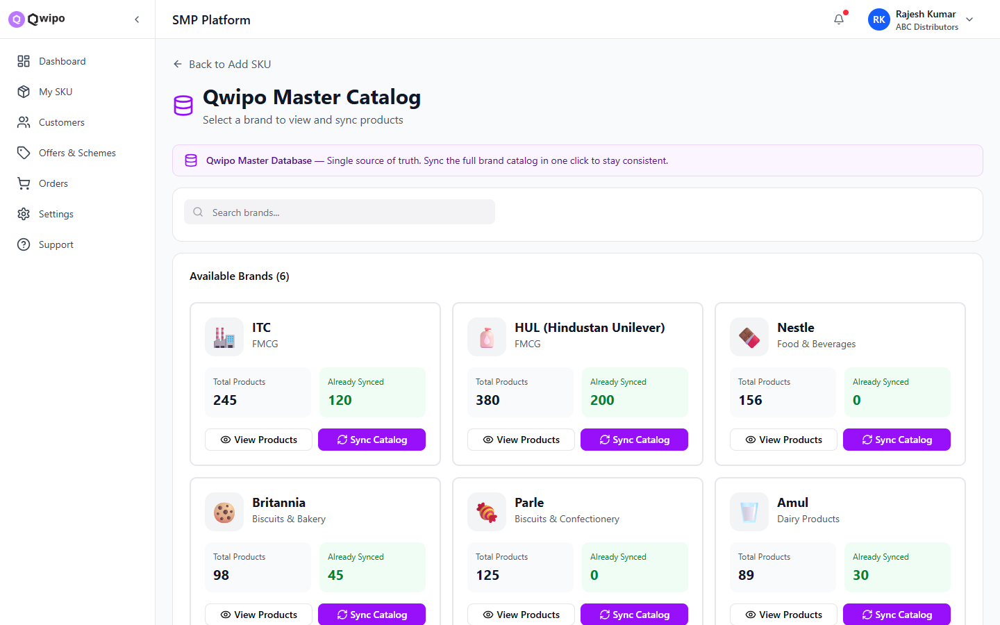 Qwipo
SMP Platform
RK
Rajesh Kumar
ABC Distributors
Dashboard
My SKU
Customers
Offers & Schemes
Orders
Settings
Support
Back to Add SKU
Qwipo Master Catalog
Select a brand to view and sync products
Qwipo Master Database — Single source of truth. Sync the full brand catalog in one click to stay consistent.
Search brands...
Available Brands (6)
ITC
FMCG
Total Products
245
Already Synced
120
View Products
Sync Catalog
HUL (Hindustan Unilever)
FMCG
Total Products
380
Already Synced
200
View Products
Sync Catalog
Nestle
Food & Beverages
Total Products
156
Already Synced
0
View Products
Sync Catalog
Britannia
Biscuits & Bakery
Total Products
98
Already Synced
45
View Products
Sync Catalog
Parle
Biscuits & Confectionery
Total Products
125
Already Synced
0
View Products
Sync Catalog
Amul
Dairy Products
Total Products
89
Already Synced
30
View Products
Sync Catalog